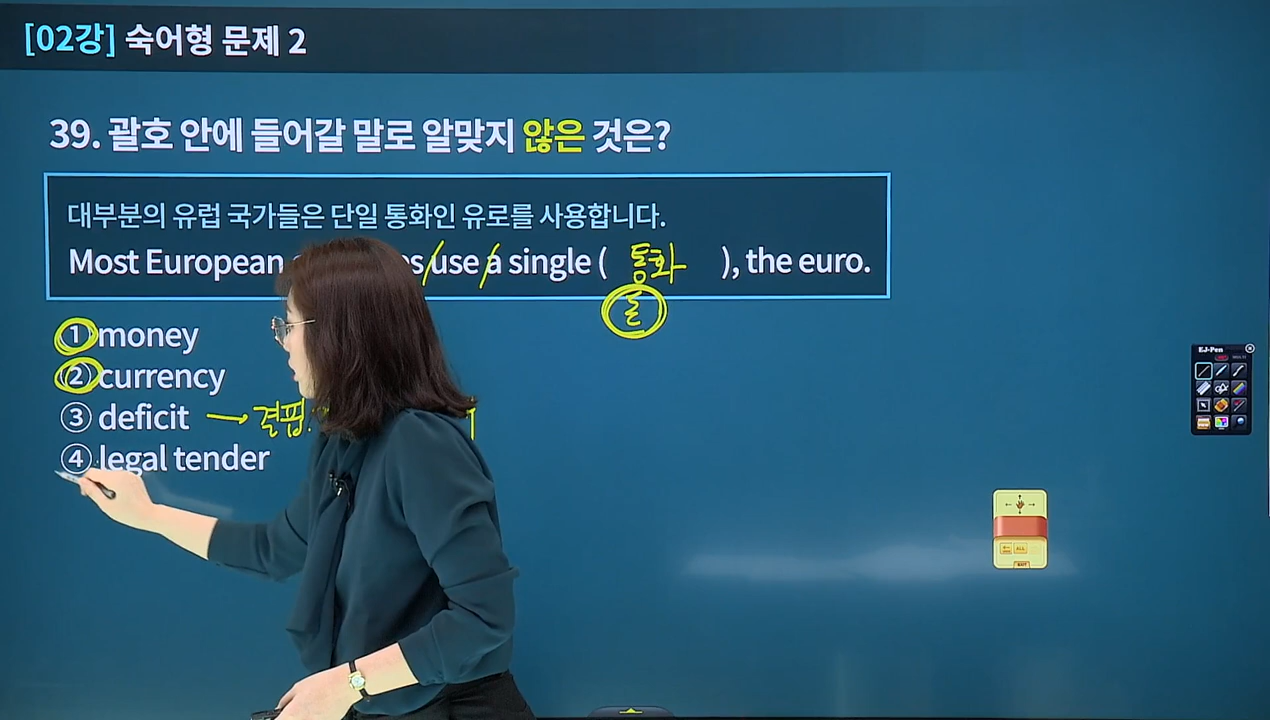 [02강] 숙어형 문제 2
39. 괄호 안에 들어갈 말로 알맞지 않은 것은?
대부분의 유럽 국가들은 단일 통화인 유로를 사용합니다.
Most European use a single ( 통화 ), the euro.
돈
① money
② currency
③ deficit → 결핍
④ legal tender
EJ-Pen
ALL
EXIT